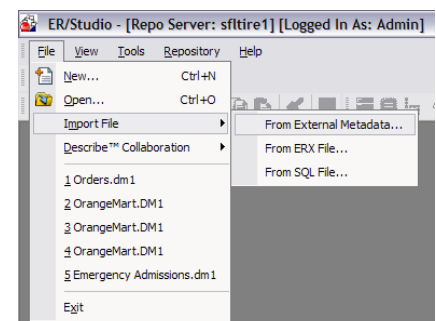 ER/Studio - [Repo Server: sfltire1] [Logged In As: Admin]
File View Tools Repository Help
New... Ctrl+N
Open... Ctrl+O
Import File
From External Metadata...
Describe™ Collaboration
From ERX File...
From SQL File...
1 Orders.dm1
2 OrangeMart.DM1
3 OrangeMart.DM1
4 OrangeMart.DM1
5 Emergency Admissions.dm1
Exit